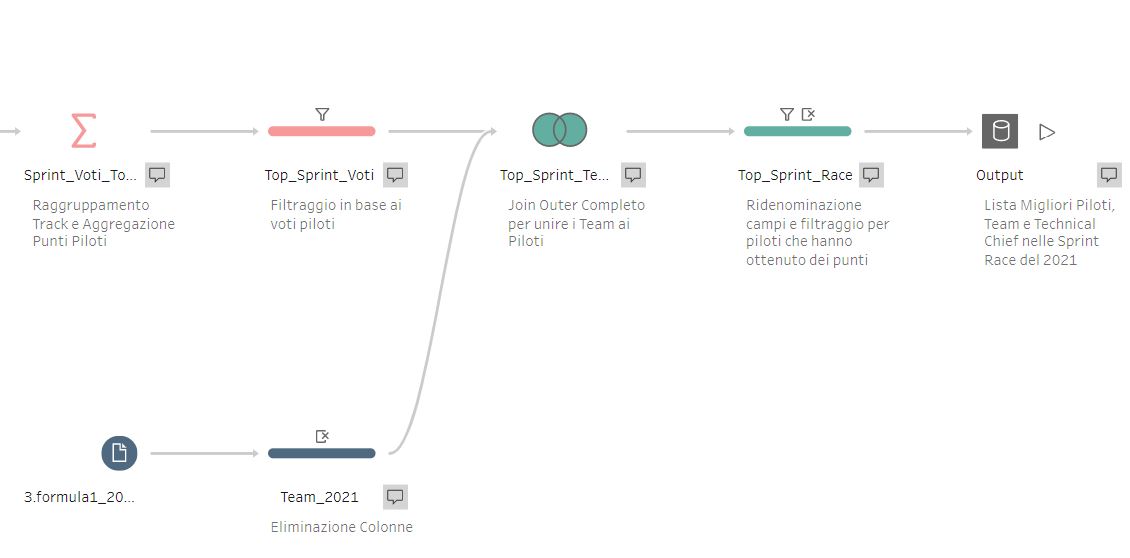 Sprint_Voti_To...
Raggruppamento
Track e Aggregazione
Punti Piloti
Top_Sprint_Voti
Filtraggio in base ai
voti piloti
Top_Sprint_Te...
Join Outer Completo
per unire i Team ai
Piloti
Top_Sprint_Race
Ridenominazione
campi e filtraggio per
piloti che hanno
ottenuto dei punti
Output
Lista Migliori Piloti,
Team e Technical
Chief nelle Sprint
Race del 2021
3.formula1_20...
Team_2021
Eliminazione Colonne